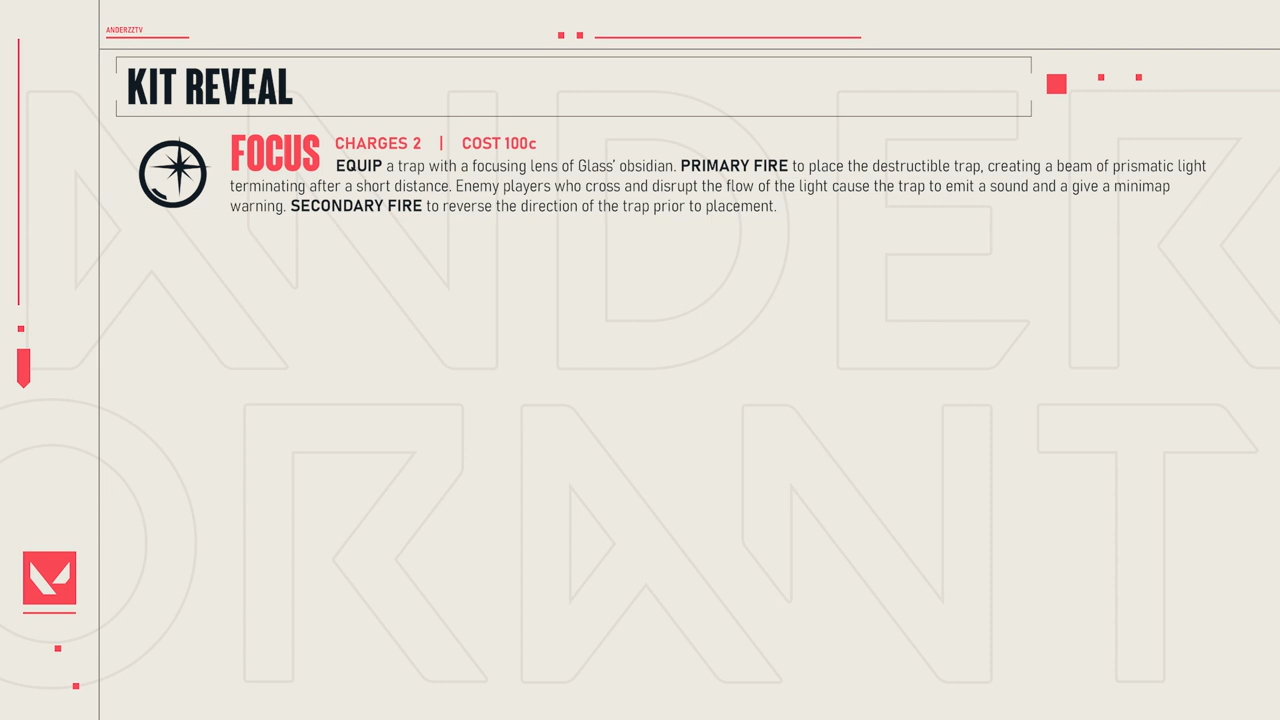 ANDERZZTV
KIT REVEAL
FOCUS CHARGES 2 | COST 100c
EQUIP a trap with a focusing lens of Glass' obsidian. PRIMARY FIRE to place the destructible trap, creating a beam of prismatic light
terminating after a short distance. Enemy players who cross and disrupt the flow of the light cause the trap to emit a sound and a give a minimap
warning. SECONDARY FIRE to reverse the direction of the trap prior to placement.
ANDER
ORANT